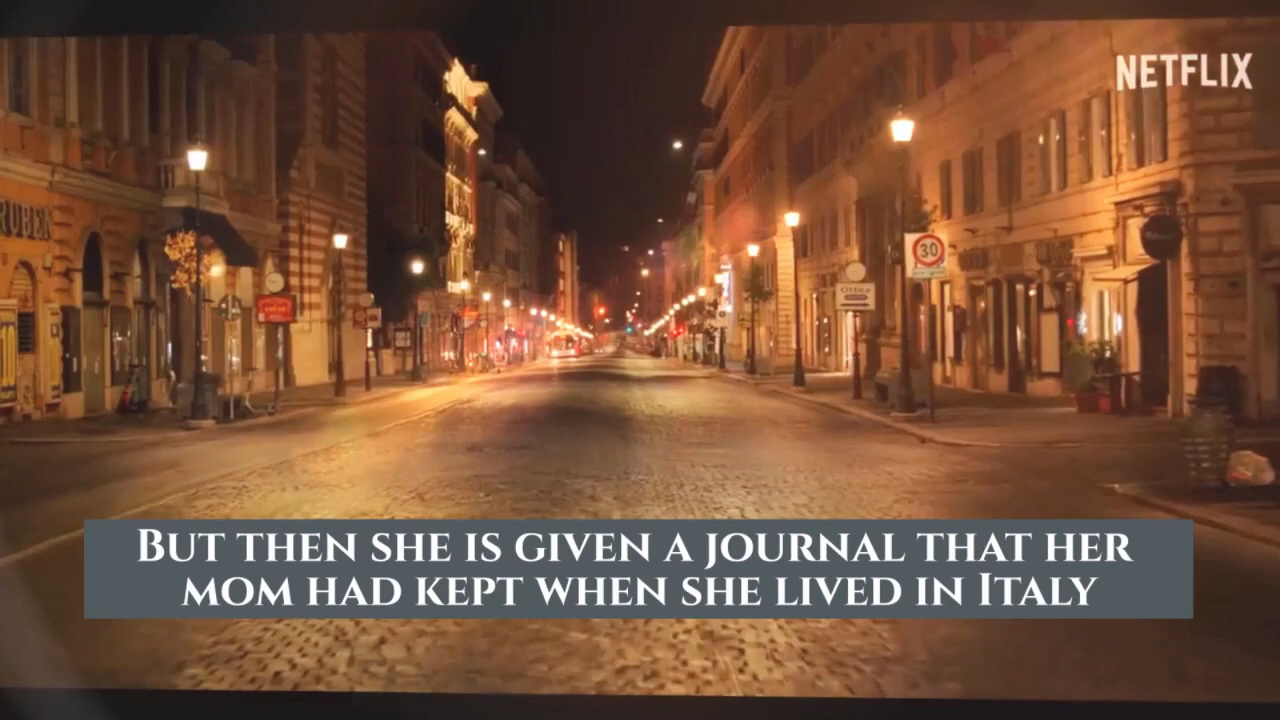 NETFLIX
RUBEN
30
BUT THEN SHE IS GIVEN A JOURNAL THAT HER
MOM HAD KEPT WHEN SHE LIVED IN ITALY